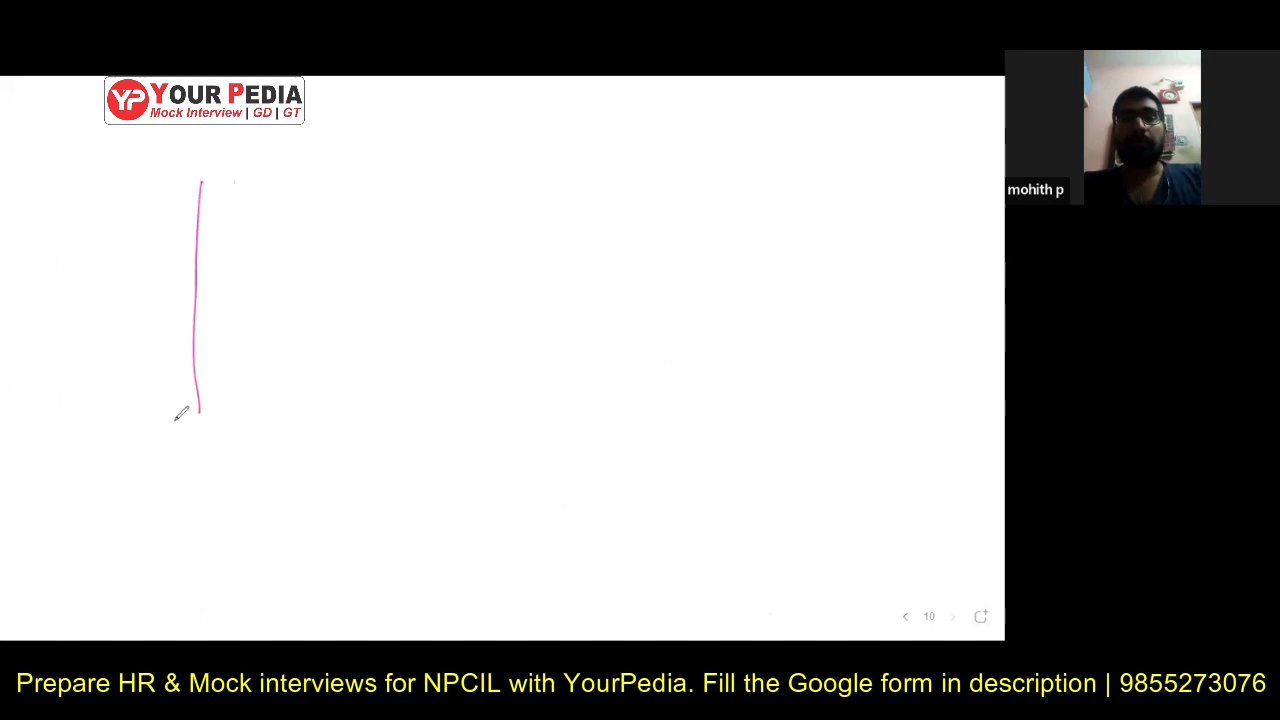 YP YOUR PEDIA
Mock Interview | GD | GT
mohith p
10
Prepare HR & Mock interviews for NPCIL with YourPedia. Fill the Google form in description | 9855273076